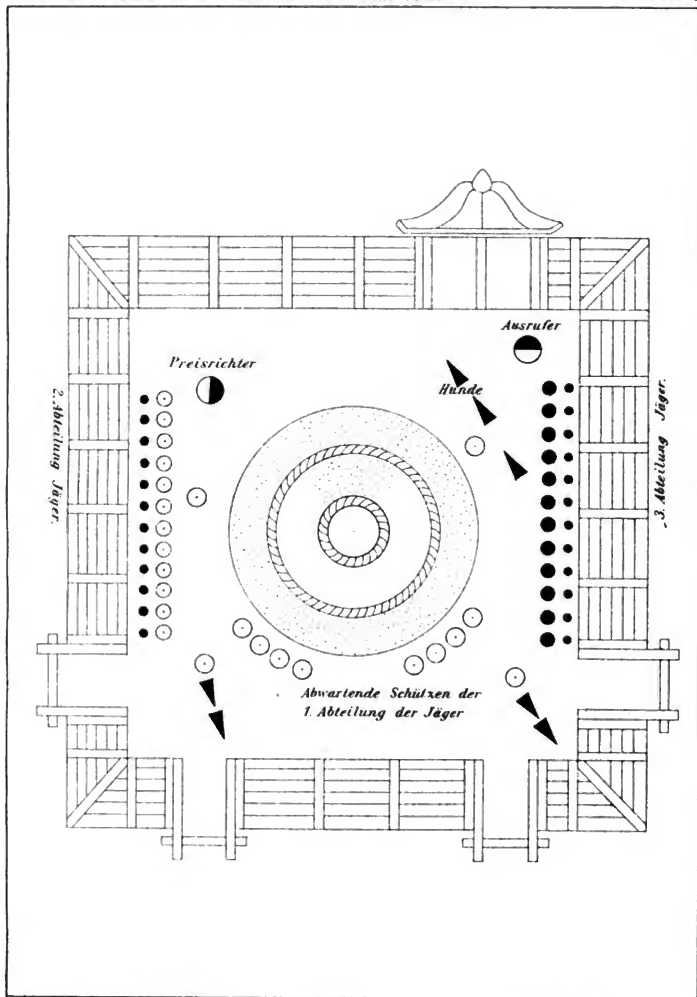 Ausrufer
Preisrichter
Hunde
2. Abteilung Jäger.
3. Abteilung Jäger.
Abwartende Schützen der
1. Abteilung der Jäger